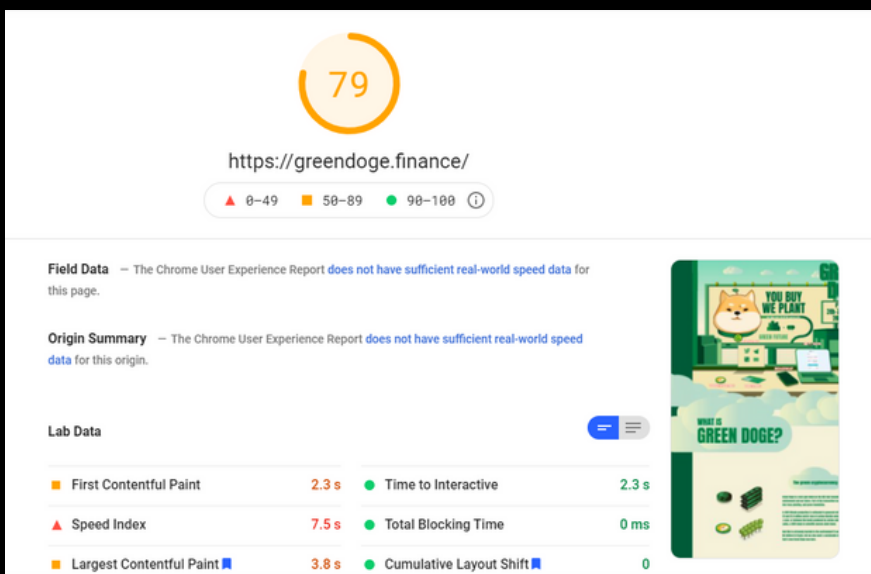 79
https://greendoge.finance/
0–49 50–89 90–100
Field Data — The Chrome User Experience Report does not have sufficient real-world speed data for
this page.
Origin Summary — The Chrome User Experience Report does not have sufficient real-world speed
data for this origin.
Lab Data
First Contentful Paint 2.3 s
Time to Interactive 2.3 s
Speed Index 7.5 s
Total Blocking Time 0 ms
Largest Contentful Paint 3.8 s
Cumulative Layout Shift 0
YOU BUY
WE PLANT
WHAT IS
GREEN DOGE?